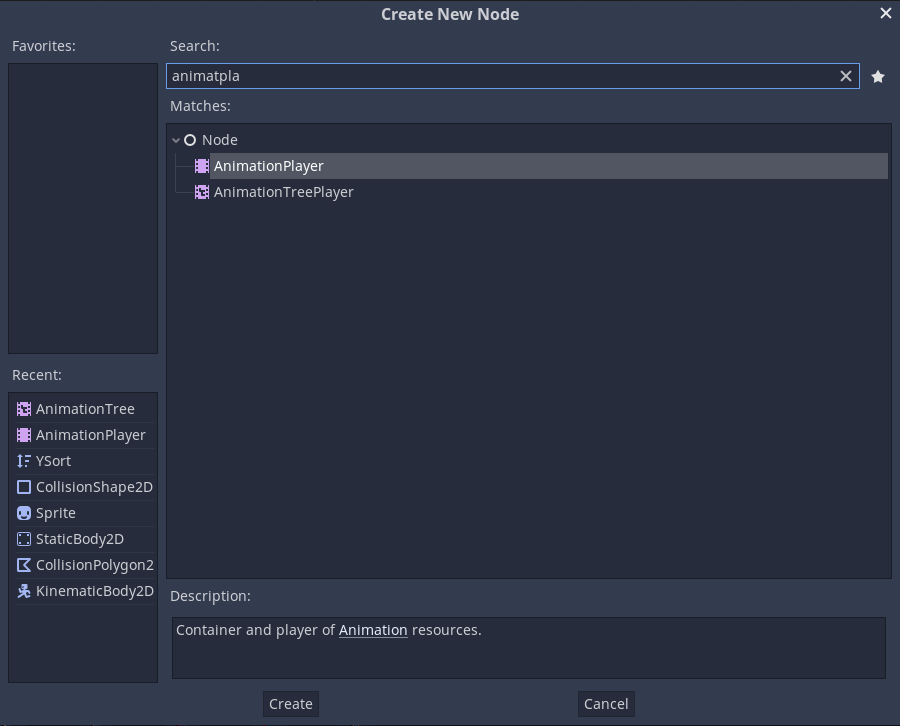 Create New Node
Favorites:
Search:
animatpla
Matches:
Node
AnimationPlayer
AnimationTreePlayer
Recent:
AnimationTree
AnimationPlayer
YSort
CollisionShape2D
Sprite
StaticBody2D
CollisionPolygon2
KinematicBody2D
Description:
Container and player of Animation resources.
Create
Cancel